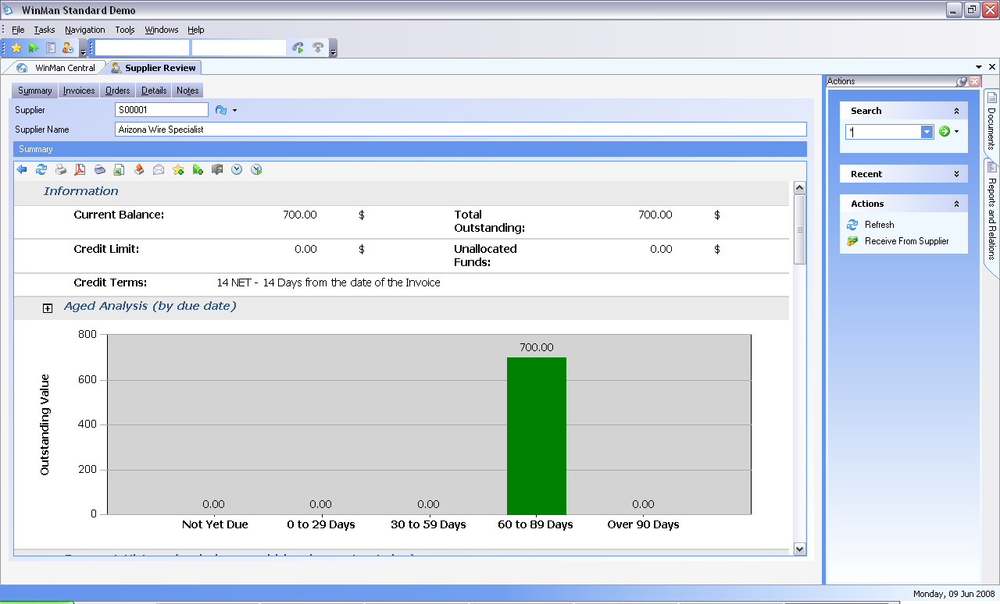 WinMan Standard Demo
File Tasks Navigation Tools Windows Help
WinMan Central Supplier Review
Summary Invoices Orders Details Notes
Supplier S00001
Supplier Name Arizona Wire Specialist
Summary
Information
Current Balance: 700.00 $ Total Outstanding: 700.00 $
Credit Limit: 0.00 $ Unallocated Funds: 0.00 $
Credit Terms: 14 NET - 14 Days from the date of the Invoice
Aged Analysis (by due date)
Outstanding Value
800
600
400
200
0
0.00 0.00 0.00 700.00 0.00
Not Yet Due 0 to 29 Days 30 to 59 Days 60 to 89 Days Over 90 Days
Actions
Search
*
Recent
Actions
Refresh
Receive From Supplier
Documents
Reports and Relations
Monday, 09 Jun 2008